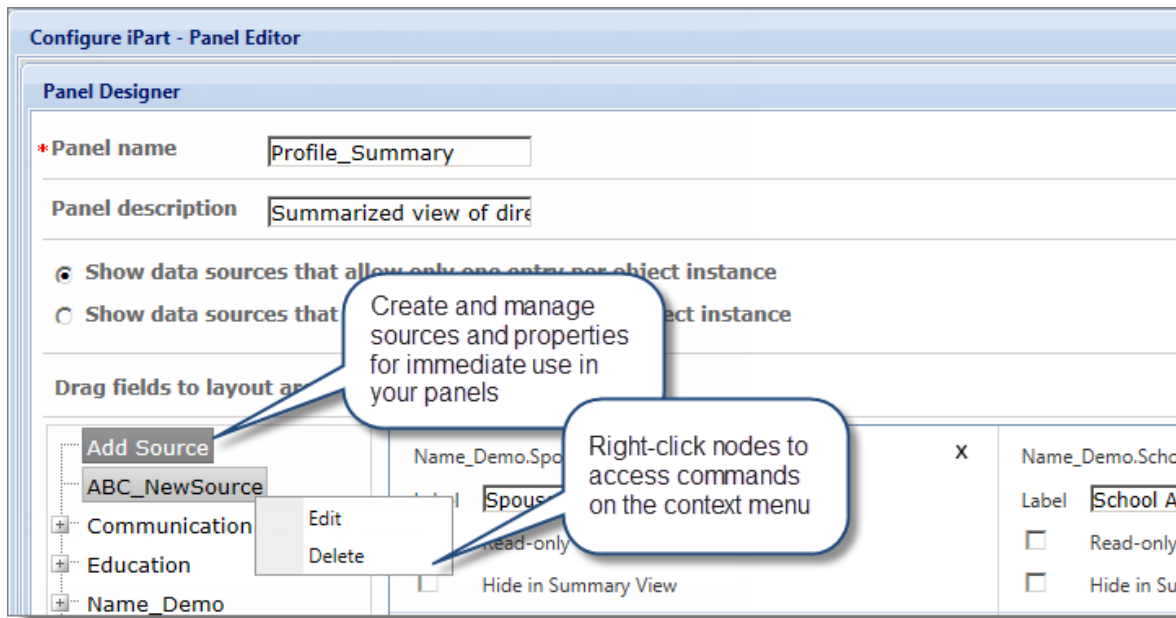 Configure iPart - Panel Editor
Panel Designer
*Panel name
Profile_Summary
Panel description
Summarized view of dire
Show data sources that allow only one entry per object instance
Show data sources that
ect instance
Create and manage
sources and properties
for immediate use in
your panels
Drag fields to layout
Add Source
ABC_NewSource
Communication
Education
Name_Demo
Edit
Delete
Right-click nodes to
access commands
on the context menu
Name_Demo.Spo
x
Label
Spous
Read-only
Hide in Summary View
Name_Demo.Scho
Label
School A
Read-only
Hide in Su